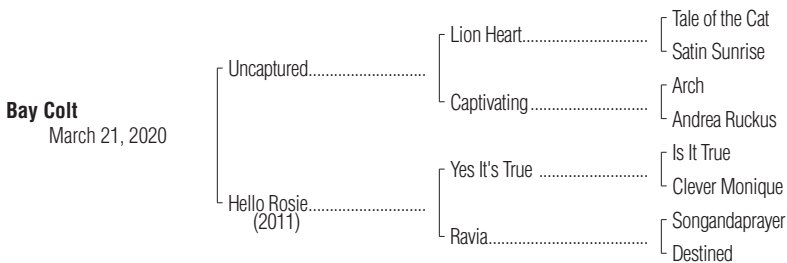 Tale of the Cat
Lion Heart..............................
Satin Sunrise
Uncaptured............................
Arch
Captivating............................
Andrea Ruckus
Bay Colt
March 21, 2020
Is It True
Yes It's True ..........................
Clever Monique
Hello Rosie............................
(2011)
Songandaprayer
Ravia......................................
Destined